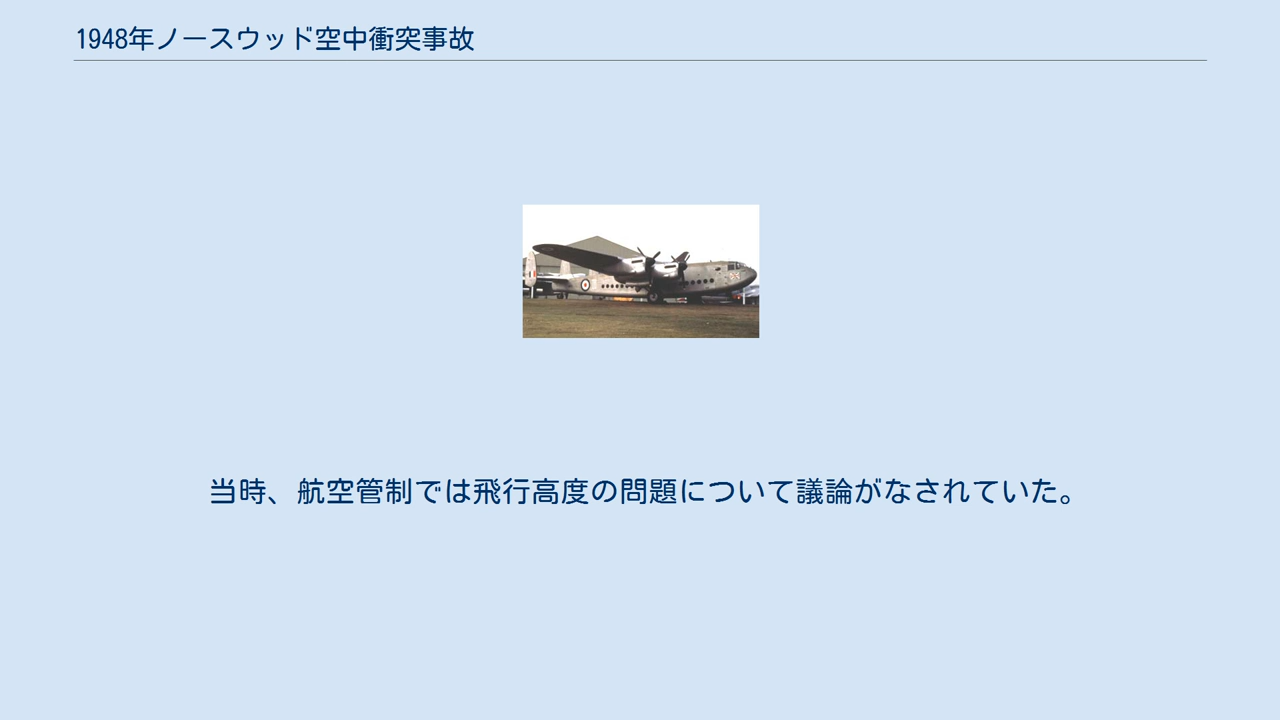 1948年ノースウッド空中衝突事故
当時、航空管制では飛行高度の問題について議論がなされていた。